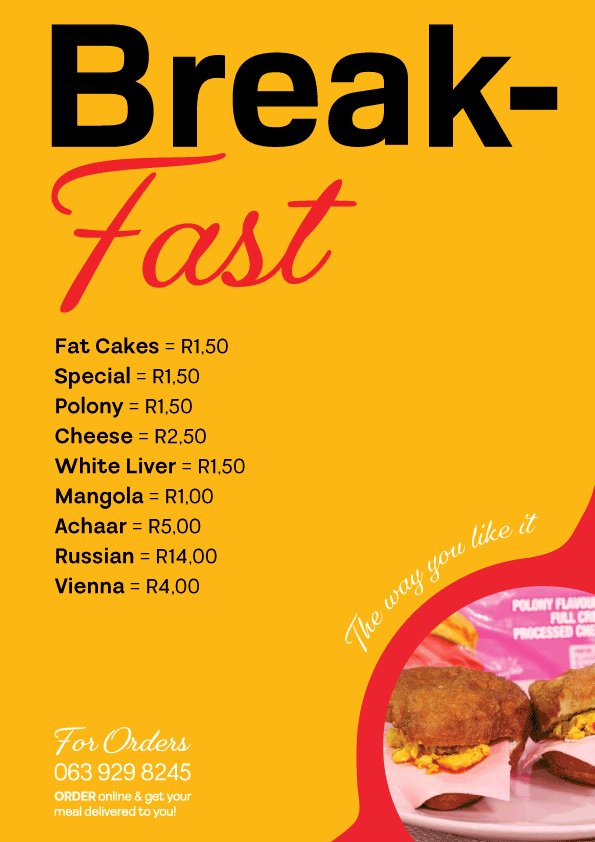 Break-
Fast
Fat Cakes = R1,50
Special = R1,50
Polony = R1,50
Cheese = R2,50
White Liver = R1,50
Mangola = R1,00
Achaar = R5,00
Russian = R14,00
Vienna = R4,00
The way you like it
POLONY FLAVOU
FULL CR
PROCESSED CHE
For Orders
063 929 8245
ORDER online & get your
meal delivered to you!